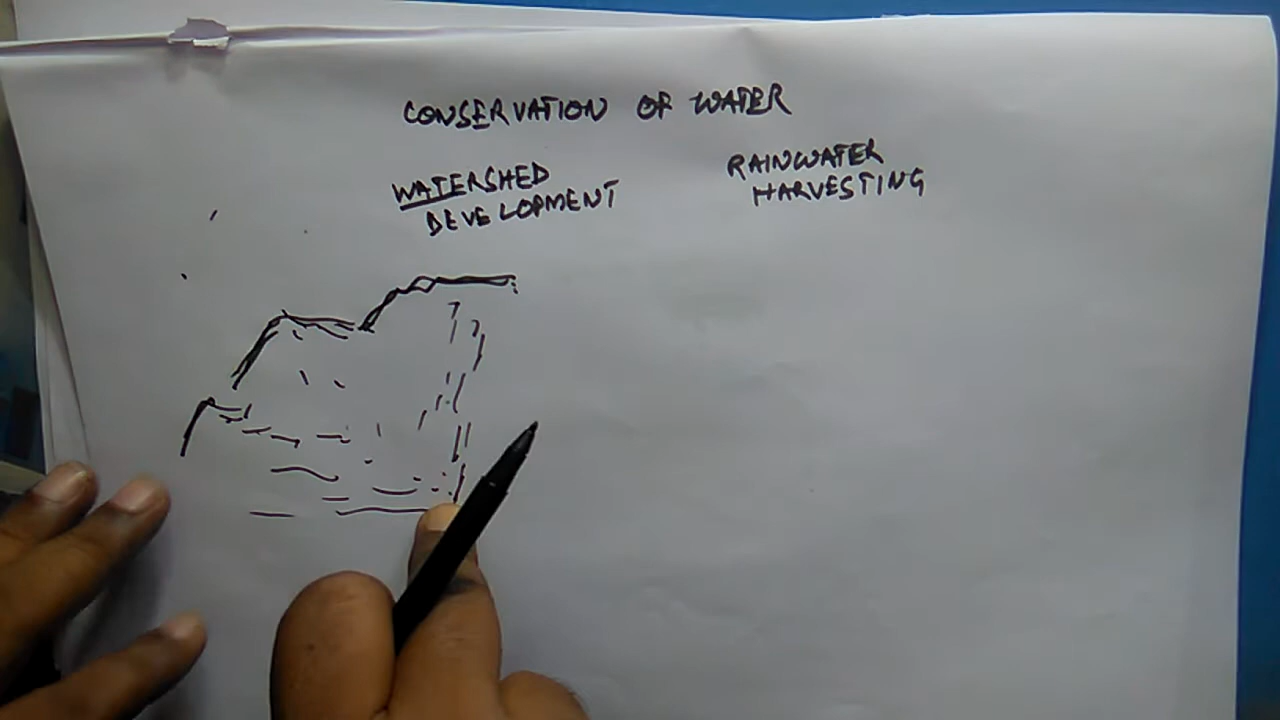 CONSERVATION OF WATER
WATERSHED
DEVELOPMENT
RAINWATER
HARVESTING